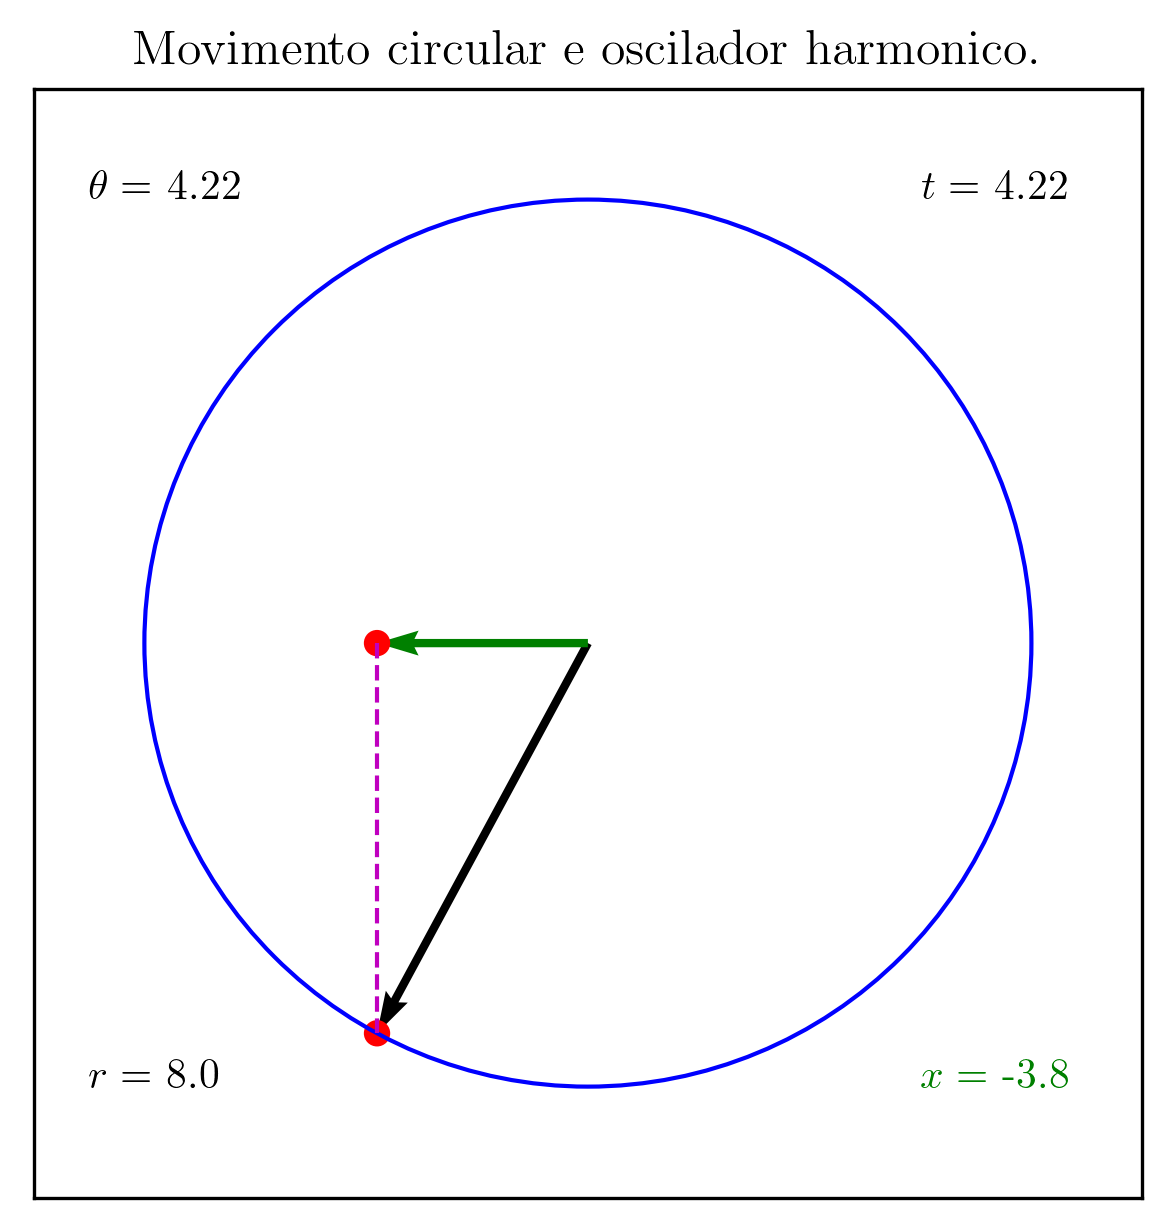 Movimento circular e oscilador harmonico.
θ = 4.22
t = 4.22
r = 8.0
x = -3.8